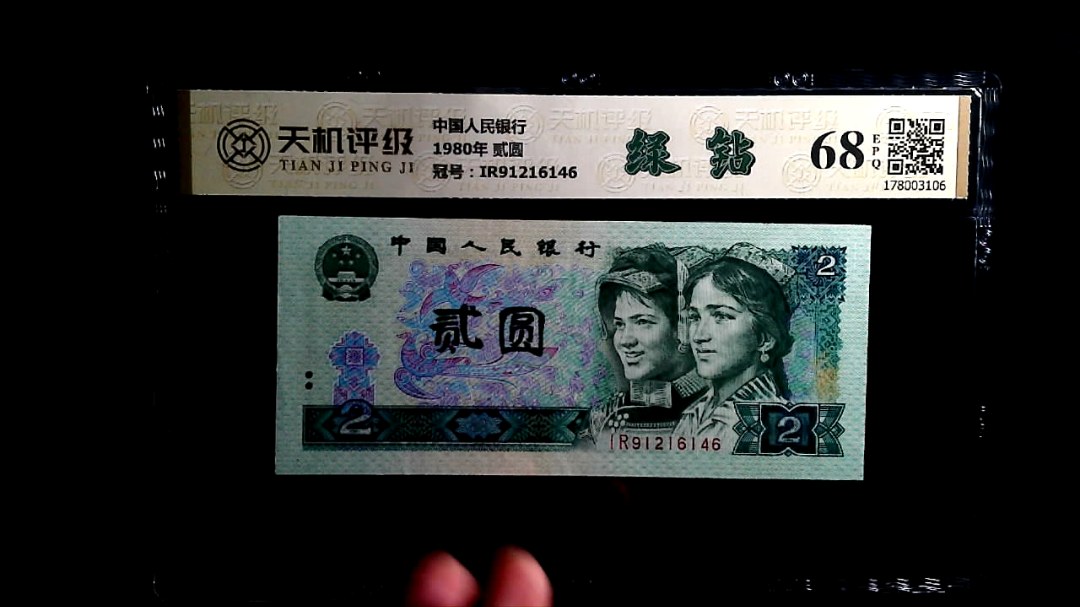 天机评级
TIAN JI PING JI
中国人民银行
1980年 贰圆
冠号：IR91216146
绿 钻
68
EPQ
178003106
中国人民银行
2
贰圆
2
IR91216146
2